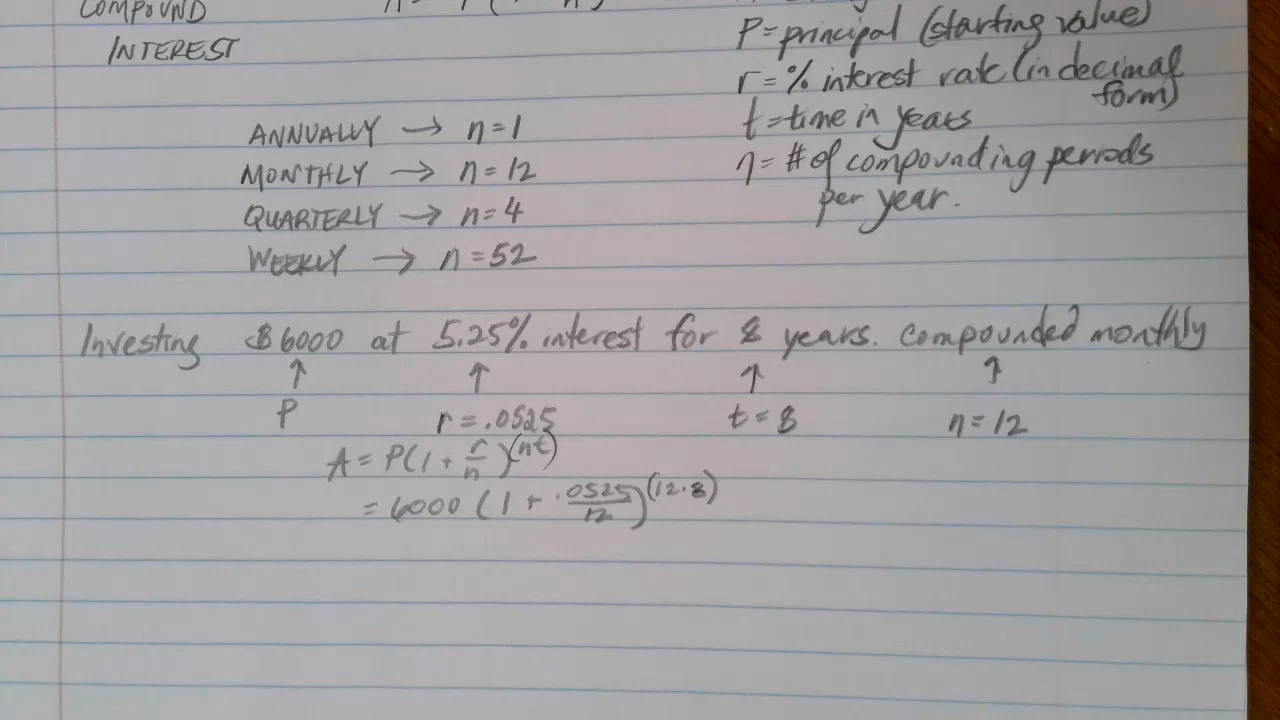 COMPOUND
INTEREST
P = principal (starting value)
r = % interest rate (in decimal
form)
t = time in years
n = # of compounding periods
per year.
ANNUALLY → n = 1
MONTHLY → n = 12
QUARTERLY → n = 4
WEEKLY → n = 52
Investing $6000 at 5.25% interest for 8 years. compounded monthly
↑ ↑ ↑ ↑
P r = .0525 t = 8 n = 12
A = P(1 + r/n)^(nt)
= 6000 (1 + .0525/12)^(12·8)